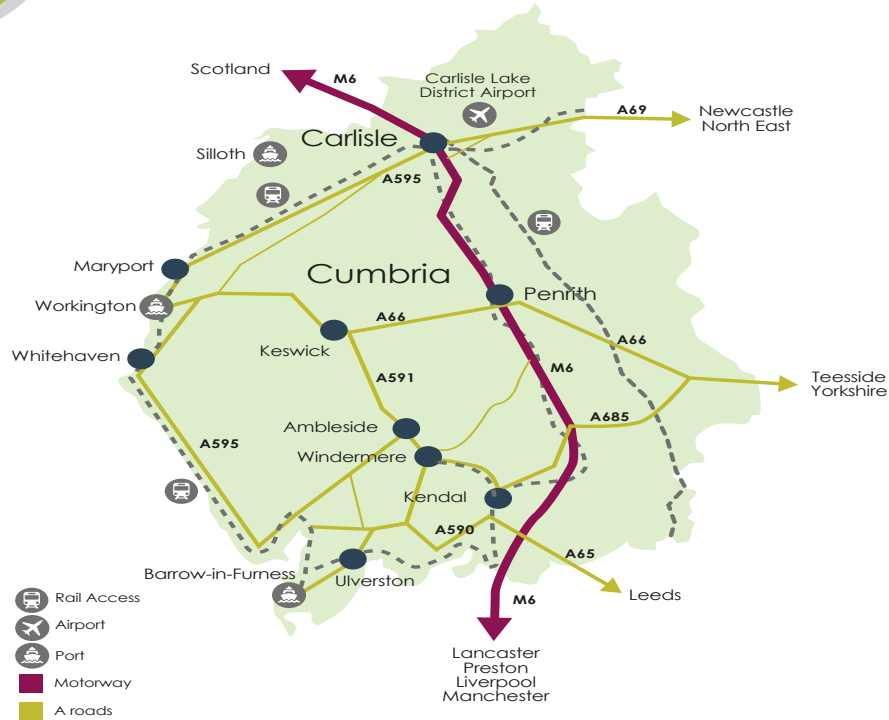 Scotland
M6
Carlisle Lake
District Airport
A69
Newcastle
North East
Carlisle
Silloth
A595
Maryport
Cumbria
Workington
Penrith
A66
Whitehaven
Keswick
A66
M6
Teesside
Yorkshire
A591
A685
Ambleside
A595
Windermere
Kendal
A590
A65
Barrow-in-Furness
Ulverston
Leeds
M6
Rail Access
Airport
Port
Motorway
A roads
Lancaster
Preston
Liverpool
Manchester